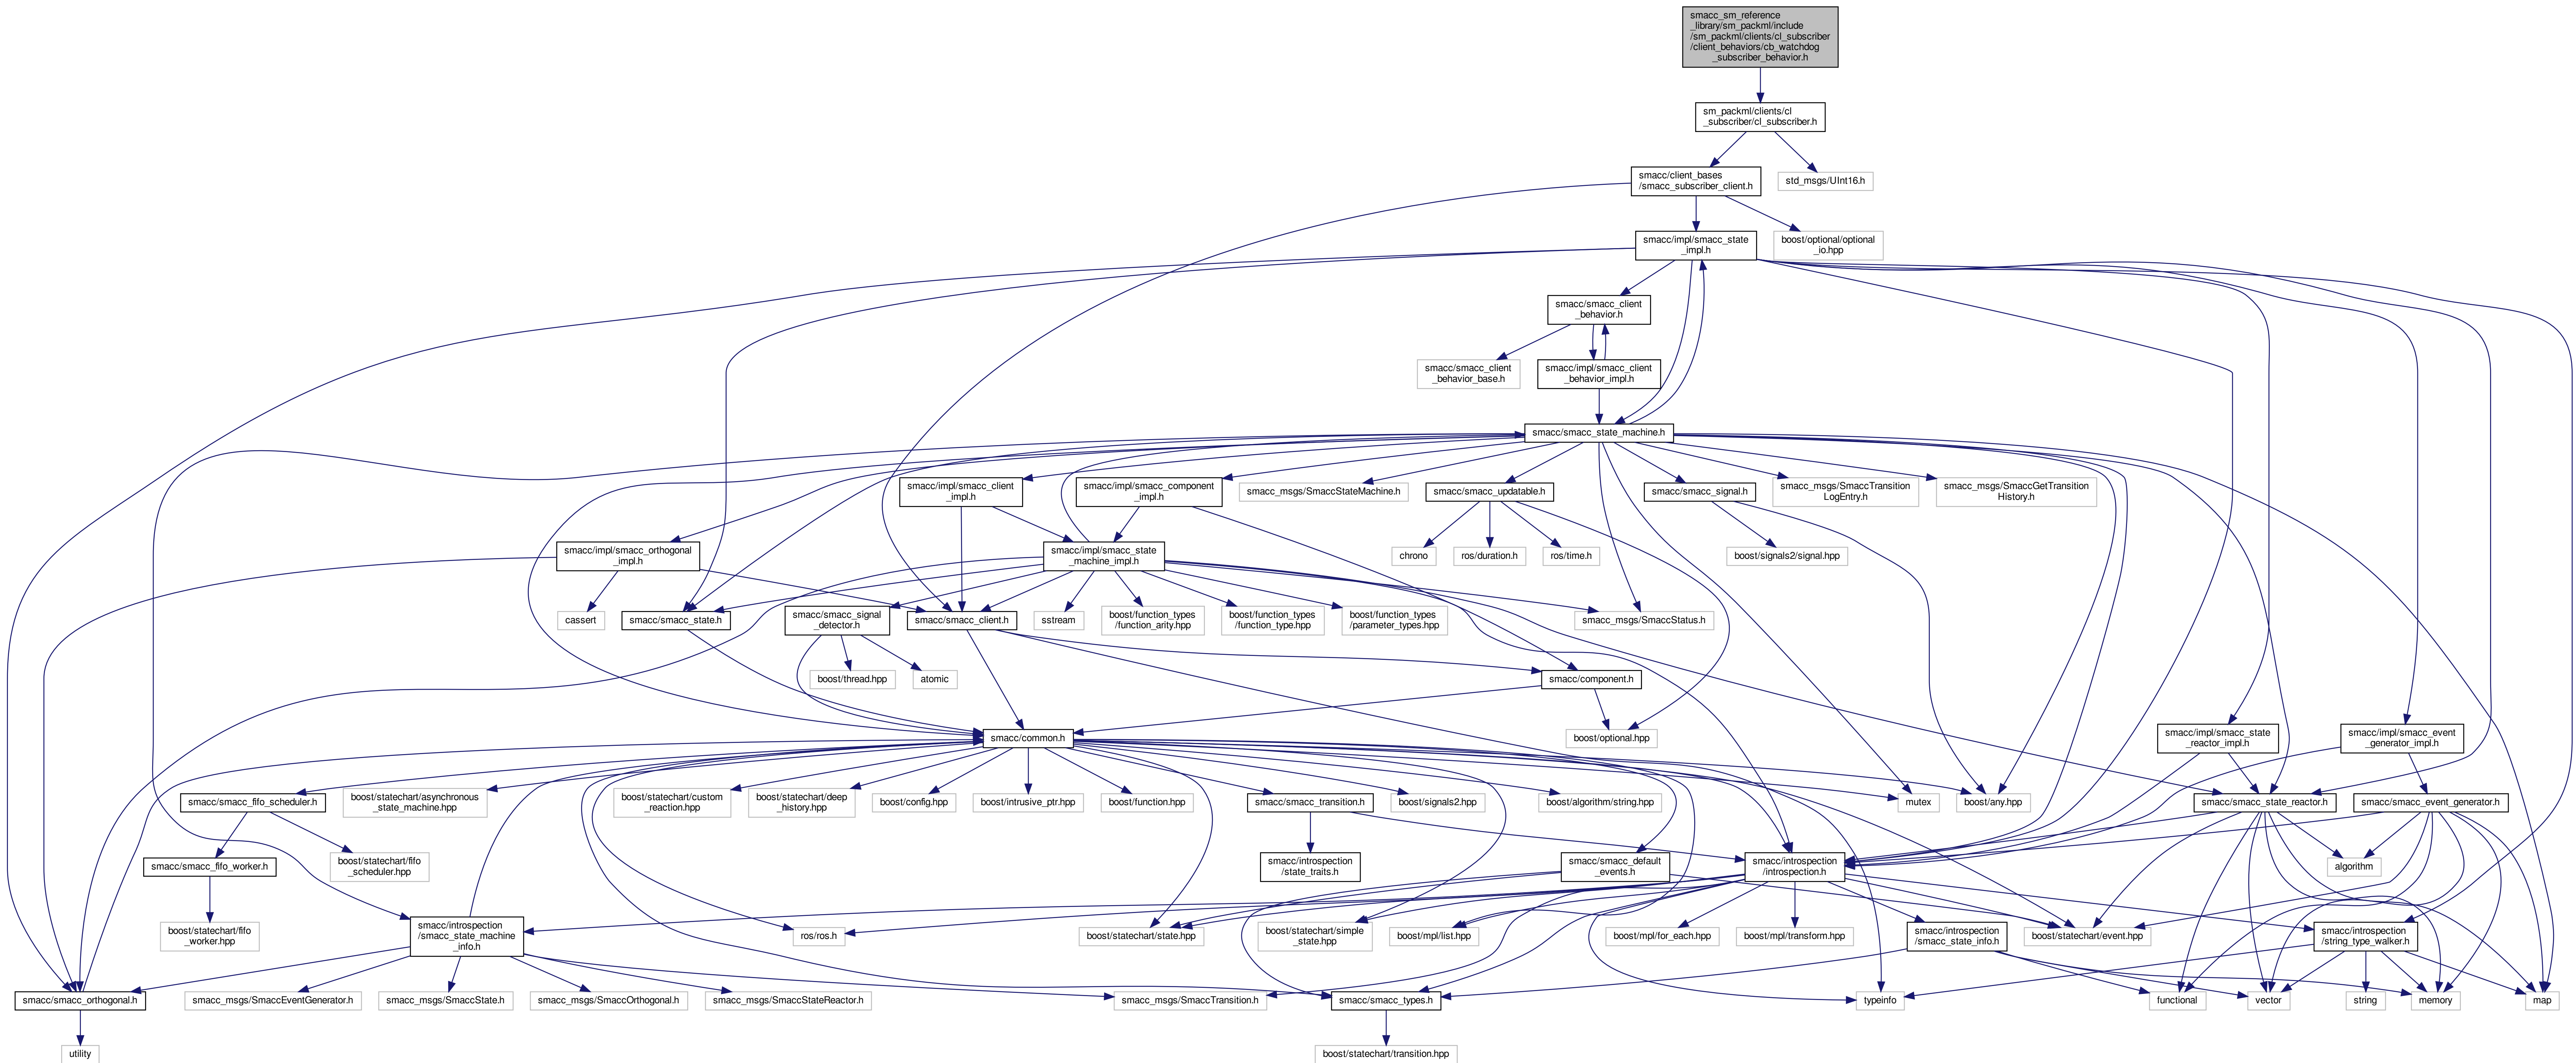 smacc_sm_reference
_library/sm_packml/include
/sm_packml/clients/cl_subscriber
/client_behaviors/cb_watchdog
_subscriber_behavior.h
sm_packml/clients/cl
_subscriber/cl_subscriber.h
smacc/client_bases
/smacc_subscriber_client.h
std_msgs/UInt16.h
smacc/impl/smacc_state
_impl.h
boost/optional/optional
_io.hpp
smacc/smacc_client
_behavior.h
smacc/smacc_client
_behavior_base.h
smacc/impl/smacc_client
_behavior_impl.h
smacc/smacc_state_machine.h
smacc/impl/smacc_client
_impl.h
smacc/impl/smacc_component
_impl.h
smacc_msgs/SmaccStateMachine.h
smacc/smacc_updatable.h
smacc/smacc_signal.h
smacc_msgs/SmaccTransition
LogEntry.h
smacc_msgs/SmaccGetTransition
History.h
smacc/impl/smacc_orthogonal
_impl.h
smacc/impl/smacc_state
_machine_impl.h
chrono
ros/duration.h
ros/time.h
boost/signals2/signal.hpp
cassert
smacc/smacc_state.h
smacc/smacc_signal
_detector.h
smacc/smacc_client.h
sstream
boost/function_types
/function_arity.hpp
boost/function_types
/function_type.hpp
boost/function_types
/parameter_types.hpp
smacc_msgs/SmaccStatus.h
boost/thread.hpp
atomic
smacc/component.h
smacc/common.h
boost/optional.hpp
smacc/impl/smacc_state
_reactor_impl.h
smacc/impl/smacc_event
_generator_impl.h
smacc/smacc_fifo_scheduler.h
boost/statechart/asynchronous
_state_machine.hpp
boost/statechart/custom
_reaction.hpp
boost/statechart/deep
_history.hpp
boost/config.hpp
boost/intrusive_ptr.hpp
boost/function.hpp
smacc/smacc_transition.h
boost/signals2.hpp
boost/algorithm/string.hpp
mutex
boost/any.hpp
smacc/smacc_state_reactor.h
smacc/smacc_event_generator.h
smacc/smacc_fifo_worker.h
boost/statechart/fifo
_scheduler.hpp
smacc/introspection
/state_traits.h
smacc/smacc_default
_events.h
smacc/introspection
/introspection.h
algorithm
boost/statechart/fifo
_worker.hpp
smacc/introspection
/smacc_state_machine
_info.h
ros/ros.h
boost/statechart/state.hpp
boost/statechart/simple
_state.hpp
boost/mpl/list.hpp
boost/mpl/for_each.hpp
boost/mpl/transform.hpp
smacc/introspection
/smacc_state_info.h
boost/statechart/event.hpp
smacc/introspection
/string_type_walker.h
smacc/smacc_orthogonal.h
smacc_msgs/SmaccEventGenerator.h
smacc_msgs/SmaccState.h
smacc_msgs/SmaccOrthogonal.h
smacc_msgs/SmaccStateReactor.h
smacc_msgs/SmaccTransition.h
smacc/smacc_types.h
typeinfo
functional
vector
string
memory
map
utility
boost/statechart/transition.hpp